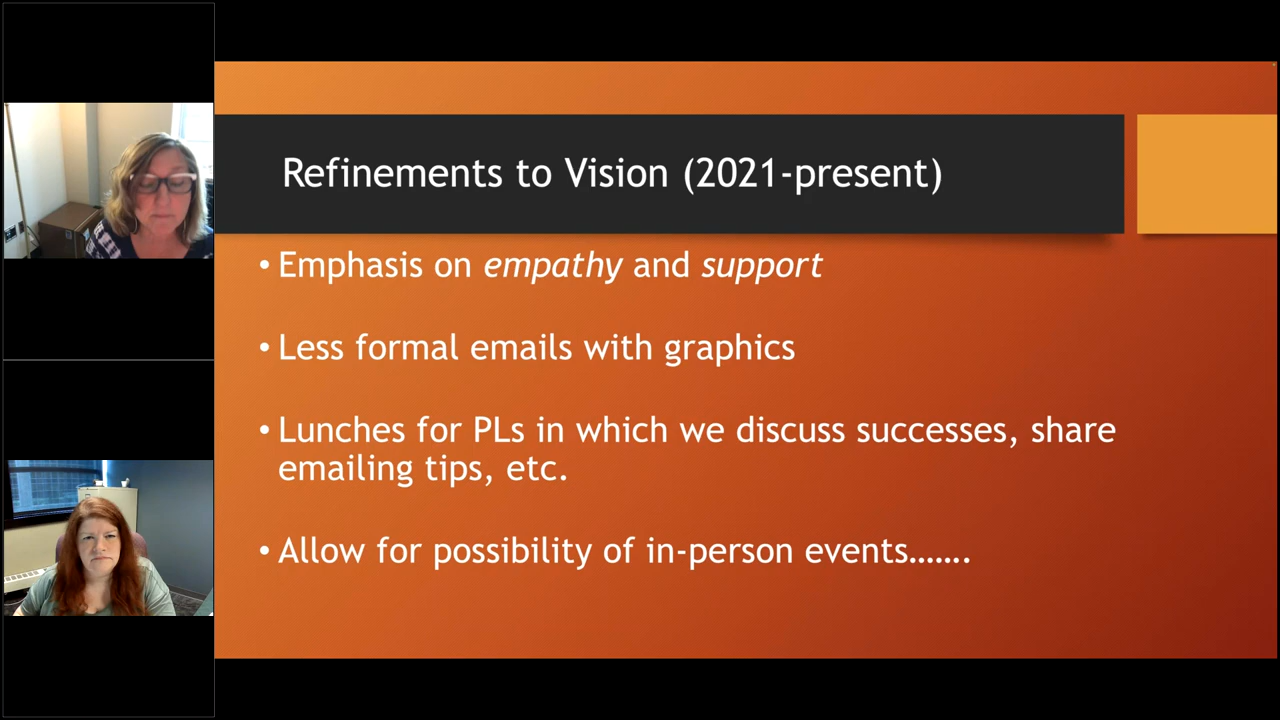 Refinements to Vision (2021-present)
• Emphasis on empathy and support
• Less formal emails with graphics
• Lunches for PLs in which we discuss successes, share
emailing tips, etc.
• Allow for possibility of in-person events…….